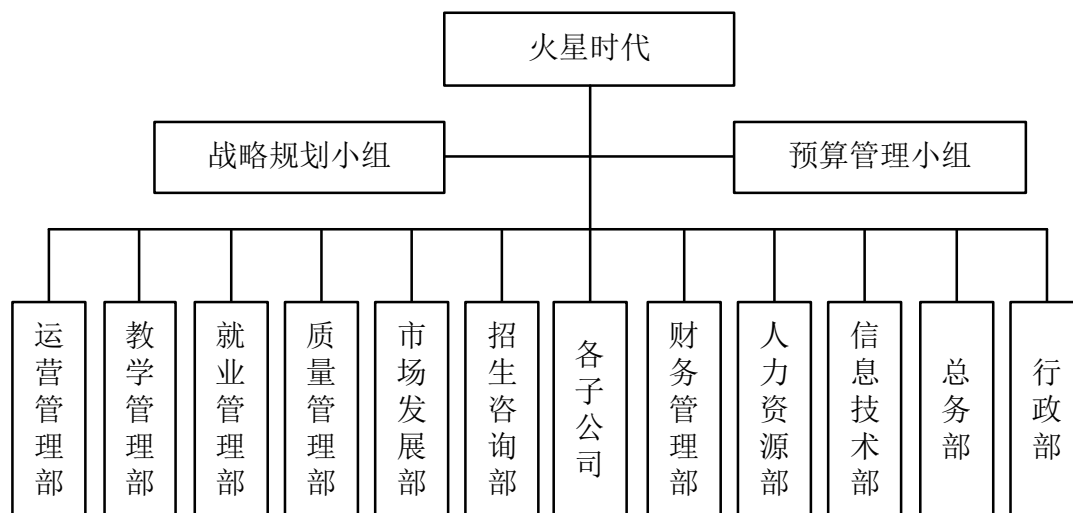 火星时代
战略规划小组
预算管理小组
运营管理部
教学管理部
就业管理部
质量管理部
市场发展部
招生咨询部
各子公司
财务管理部
人力资源部
信息技术部
总务部
行政部